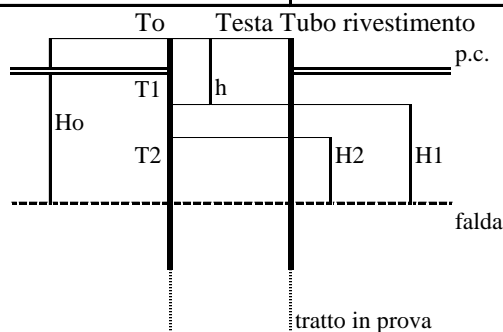 To Testa Tubo rivestimento
p.c.
T1 h
Ho
T2 H2 H1
falda
tratto in prova